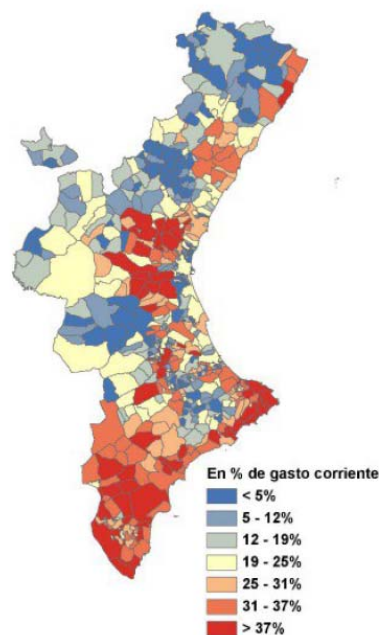 En % de gasto corriente
< 5%
5 - 12%
12 - 19%
19 - 25%
25 - 31%
31 - 37%
> 37%